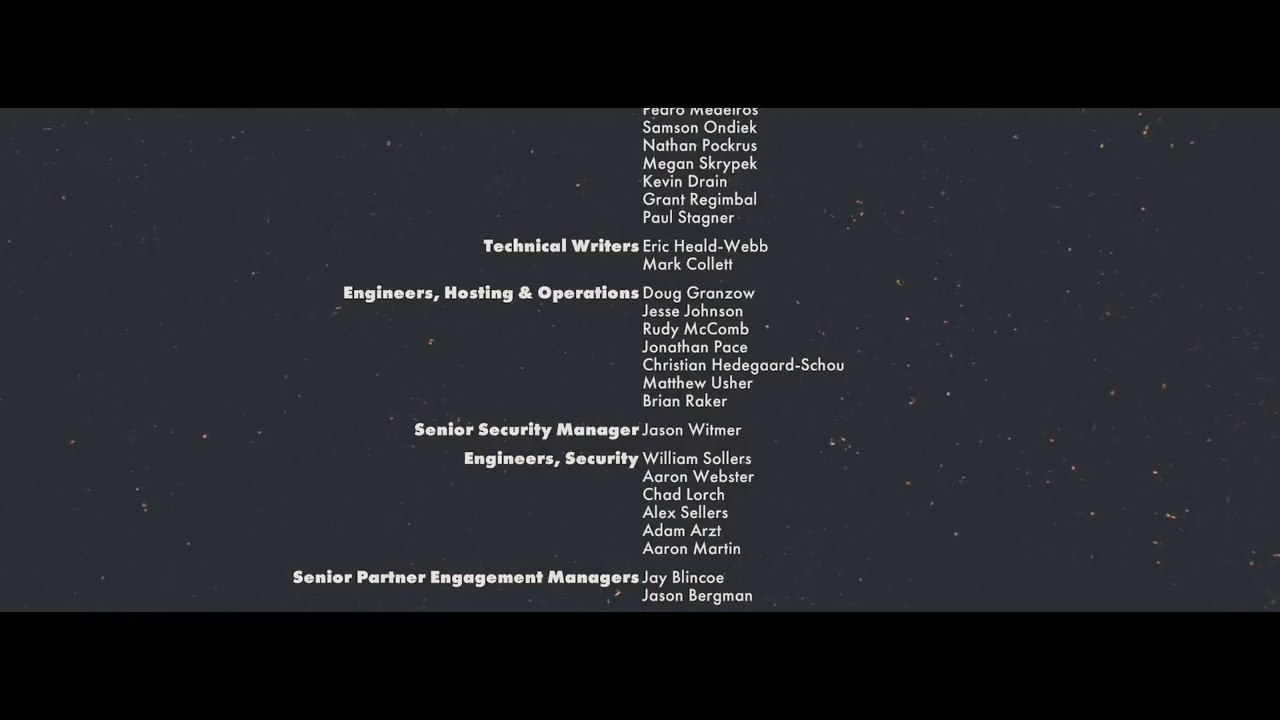 Pedro Medeiros
Samson Ondiek
Nathan Pockrus
Megan Skrypek
Kevin Drain
Grant Regimbal
Paul Stagner
Technical Writers Eric Heald-Webb
Mark Collett
Engineers, Hosting & Operations Doug Granzow
Jesse Johnson
Rudy McComb
Jonathan Pace
Christian Hedegaard-Schou
Matthew Usher
Brian Raker
Senior Security Manager Jason Witmer
Engineers, Security William Sollers
Aaron Webster
Chad Lorch
Alex Sellers
Adam Arzt
Aaron Martin
Senior Partner Engagement Managers Jay Blincoe
Jason Bergman